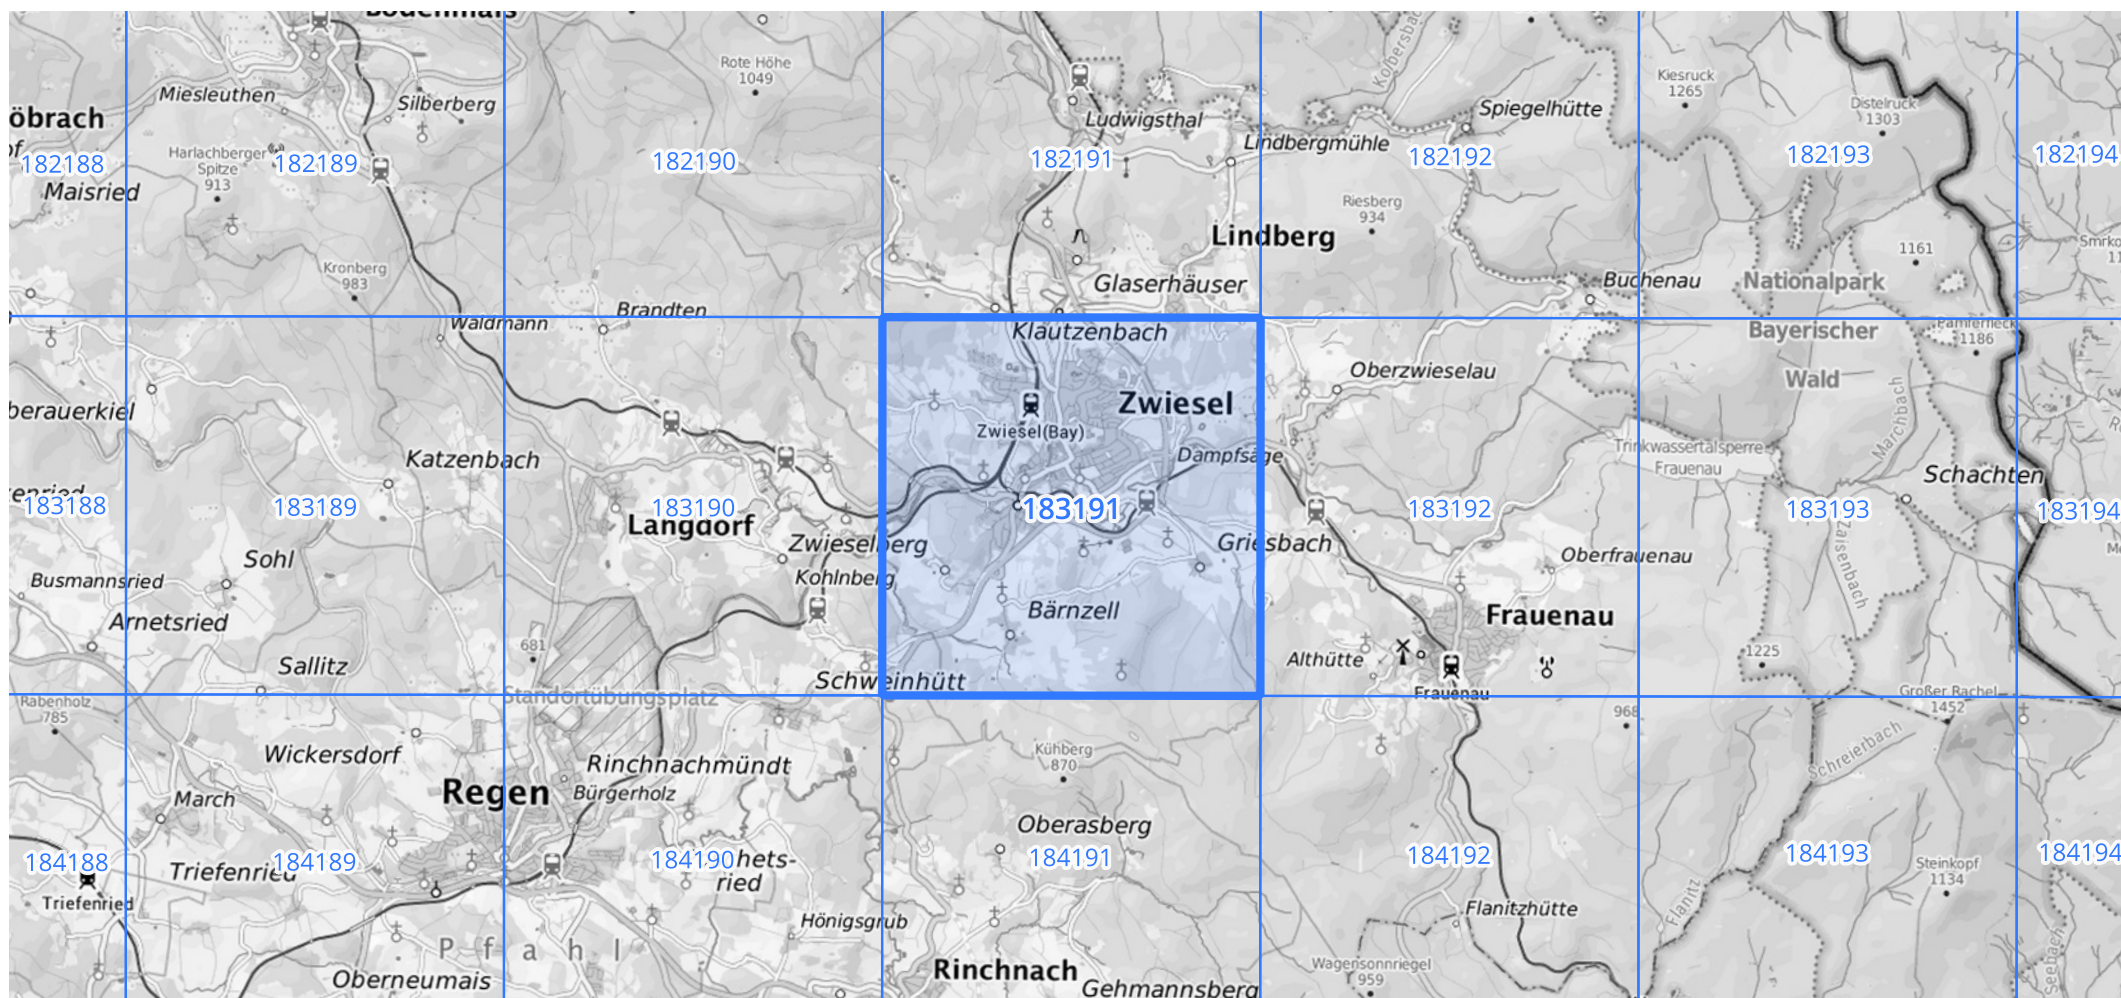 Bodenmais
Rote Höhe
1049
Kolbersbach
Miesleuthen
Silberberg
öbrach
Ludwigsthal
Spiegelhütte
Kiesruck
1265
Distelruck
1303
Lindbergmühle
Harlachberger
Spitze
913
182188
182189
182190
182191
182192
182193
182194
Maisried
Riesberg
934
Lindberg
1161
Kronberg
983
Glaserhäuser
Buchenau
Nationalpark
Bayerischer
Wald
Brandten
Waldmann
Klautzenbach
1186
Oberzwieselau
berauerkiel
Zwiesel
Zwiesel(Bay)
Marchbach
Katzenbach
Dampfsäge
Trinkwassertalsperre
Frauenau
Schachten
183188
183189
183190
183191
183192
183193
183194
Langdorf
Zwieselberg
Griesbach
Sohl
Busmannsried
Kohlnberg
Oberfrauenau
Arnetsried
Bärnzell
Frauenau
681
Sallitz
Schweinhütt
Althütte
1225
Frauenau
Standortübungsplatz
Rabenholz
785
Großer Rachel
1452
968
Wickersdorf
Rinchnachmündt
Kühberg
870
Schreierbach
Regen
Bürgerholz
March
Oberasberg
184188
184189
184190
184191
184192
184193
184194
Triefenried
hets-
ried
Steinkopf
1134
Triefenried
Hönigsgrub
Flanitzhütte
Flanitz
Pfahl
Seebach
Oberneumais
Rinchnach
Gehmannsberg
Wagensonnriegel
959